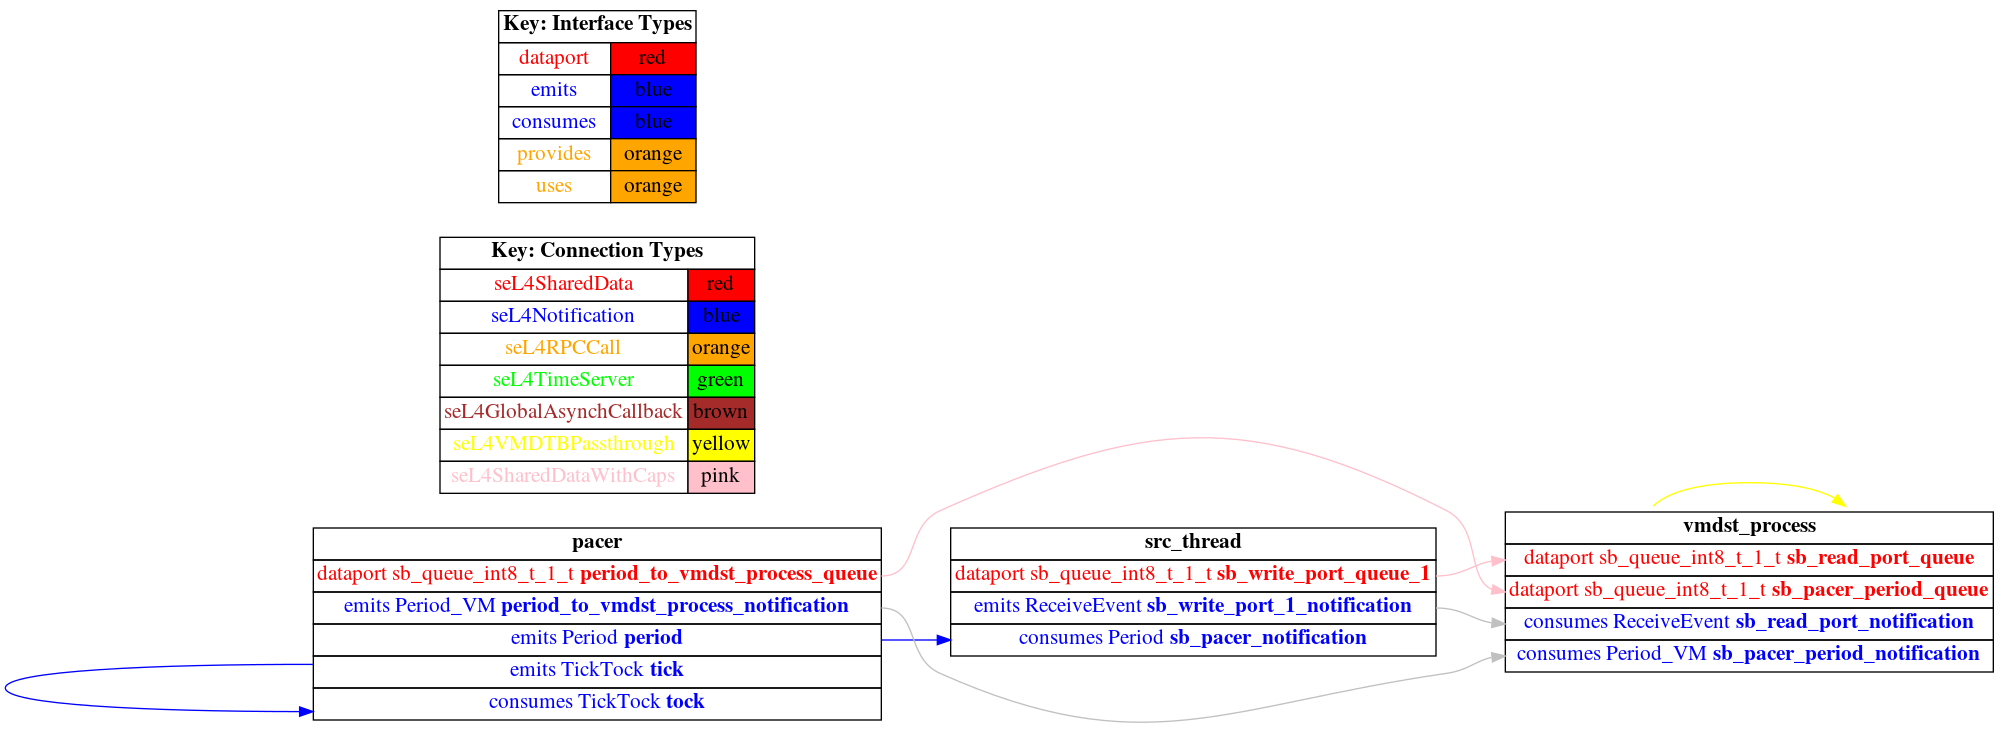 Key: Interface Types
dataport red
emits blue
consumes blue
provides orange
uses orange
Key: Connection Types
seL4SharedData red
seL4Notification blue
seL4RPCCall orange
seL4TimeServer green
seL4GlobalAsynchCallback brown
seL4VMDTBPassthrough yellow
seL4SharedDataWithCaps pink
pacer
dataport sb_queue_int8_t_1_t period_to_vmdst_process_queue
emits Period_VM period_to_vmdst_process_notification
emits Period period
emits TickTock tick
consumes TickTock tock
src_thread
dataport sb_queue_int8_t_1_t sb_write_port_queue_1
emits ReceiveEvent sb_write_port_1_notification
consumes Period sb_pacer_notification
vmdst_process
dataport sb_queue_int8_t_1_t sb_read_port_queue
dataport sb_queue_int8_t_1_t sb_pacer_period_queue
consumes ReceiveEvent sb_read_port_notification
consumes Period_VM sb_pacer_period_notification